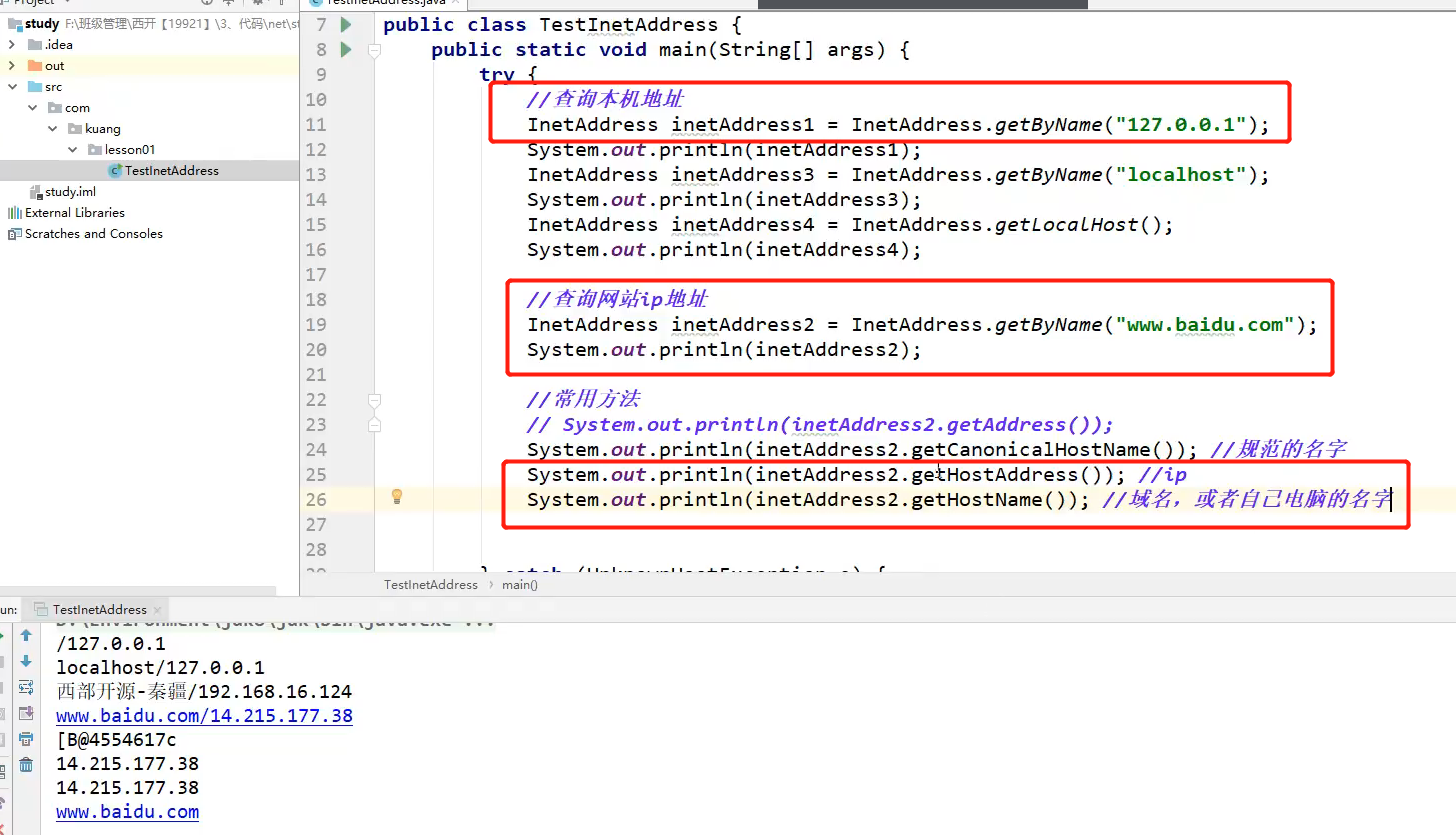 Project
TestInetAddress.java
study F:\班级管理\西开【19921】\3、代码\net\st
.idea
out
src
com
kuang
lesson01
TestInetAddress
study.iml
External Libraries
Scratches and Consoles
7 public class TestInetAddress {
8 public static void main(String[] args) {
9 try {
10 //查询本机地址
11 InetAddress inetAddress1 = InetAddress.getByName("127.0.0.1");
12 System.out.println(inetAddress1);
13 InetAddress inetAddress3 = InetAddress.getByName("localhost");
14 System.out.println(inetAddress3);
15 InetAddress inetAddress4 = InetAddress.getLocalHost();
16 System.out.println(inetAddress4);
17
18 //查询网站ip地址
19 InetAddress inetAddress2 = InetAddress.getByName("www.baidu.com");
20 System.out.println(inetAddress2);
21
22 //常用方法
23 // System.out.println(inetAddress2.getAddress());
24 System.out.println(inetAddress2.getCanonicalHostName()); //规范的名字
25 System.out.println(inetAddress2.getHostAddress()); //ip
26 System.out.println(inetAddress2.getHostName()); //域名，或者自己电脑的名字
27
28
29 } catch (UnknownHostException e) {
TestInetAddress › main()
un: TestInetAddress
/127.0.0.1
localhost/127.0.0.1
西部开源-秦疆/192.168.16.124
www.baidu.com/14.215.177.38
[B@4554617c
14.215.177.38
14.215.177.38
www.baidu.com